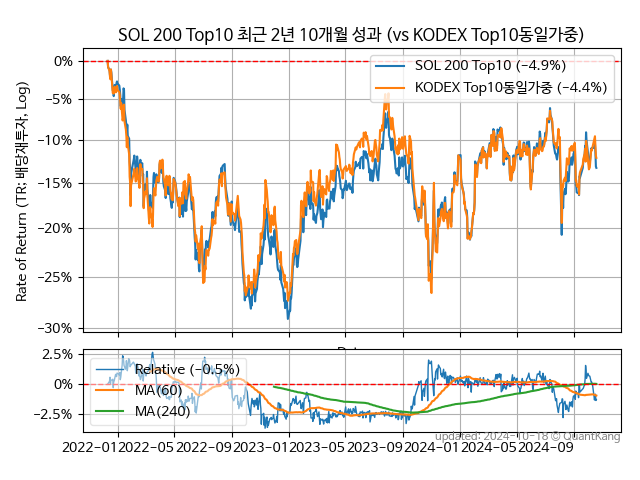 SOL 200 Top10 최근 2년 10개월 성과 (vs KODEX Top10동일가중)
SOL 200 Top10 (−4.9%)
KODEX Top10동일가중 (−4.4%)
Rate of Return (TR: 배당재투자, Log)
0%
−5%
−10%
−15%
−20%
−25%
−30%
Relative (−0.5%)
MA(60)
MA(240)
2.5%
0%
−2.5%
2022−01
2022−05
2022−09
2023−01
2023−05
2023−09
2024−01
2024−05
2024−09
updated: 2024−10−18 © QuantKang